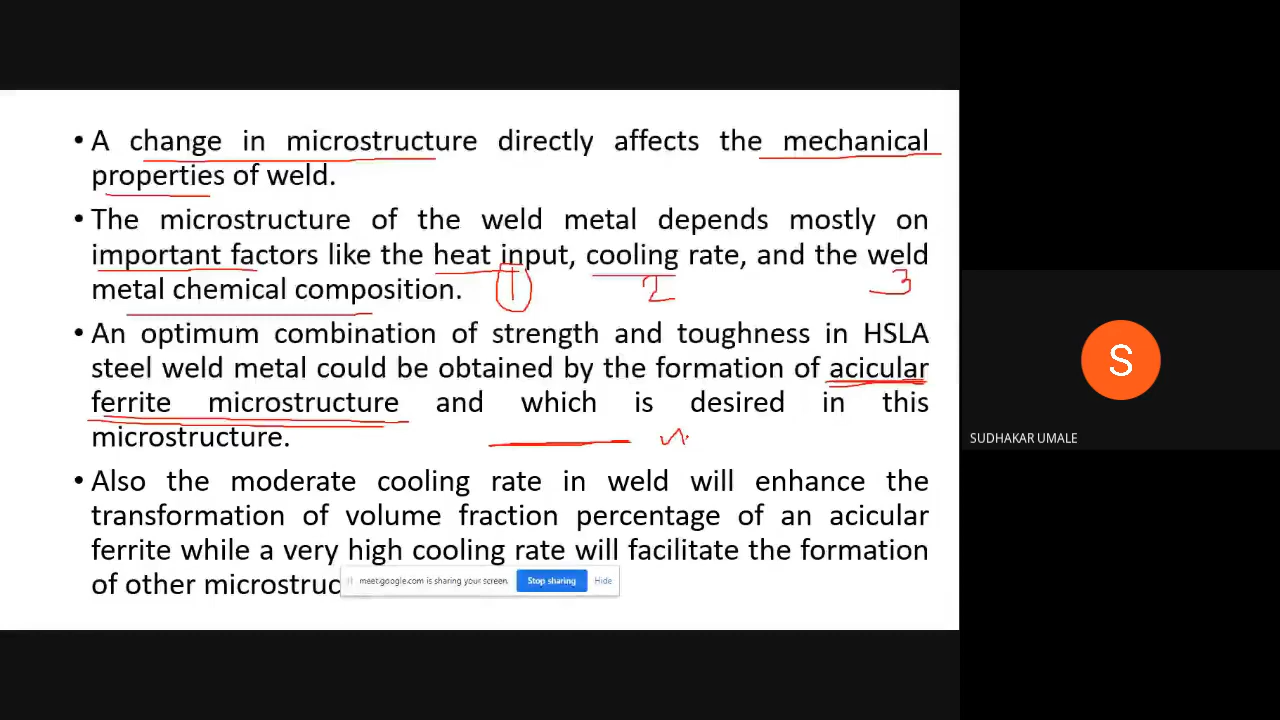 • A change in microstructure directly affects the mechanical
properties of weld.
• The microstructure of the weld metal depends mostly on
important factors like the heat input, cooling rate, and the weld
metal chemical composition.
1 2 3
• An optimum combination of strength and toughness in HSLA
steel weld metal could be obtained by the formation of acicular
ferrite microstructure and which is desired in this
microstructure.
• Also the moderate cooling rate in weld will enhance the
transformation of volume fraction percentage of an acicular
ferrite while a very high cooling rate will facilitate the formation
of other
meet.google.com is sharing your screen. Stop sharing Hide
S
SUDHAKAR UMALE